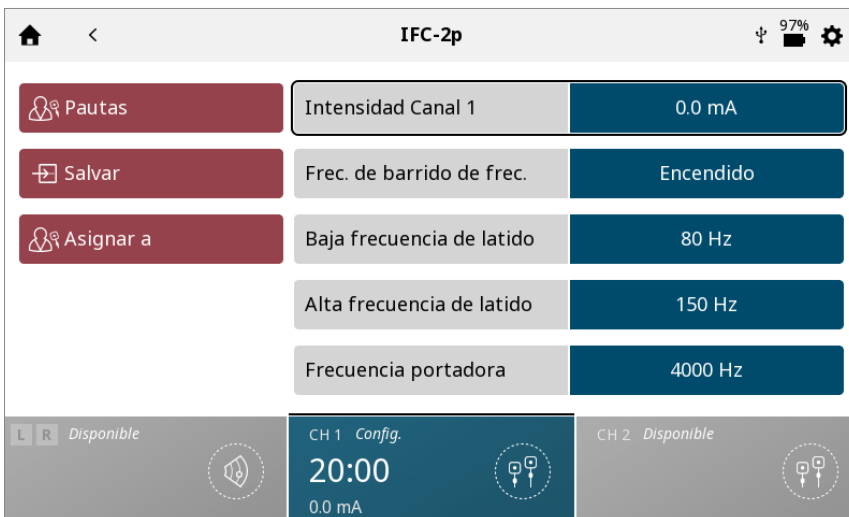 IFC-2p
97%
Pautas
Salvar
Asignar a
Intensidad Canal 1 0.0 mA
Frec. de barrido de frec. Encendido
Baja frecuencia de latido 80 Hz
Alta frecuencia de latido 150 Hz
Frecuencia portadora 4000 Hz
L R Disponible
CH 1 Config.
20:00
0.0 mA
CH 2 Disponible